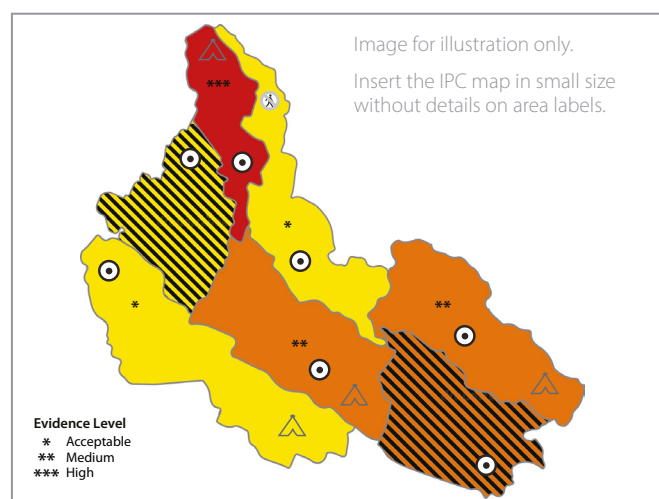 Image for illustration only.
Insert the IPC map in small size
without details on area labels.
***
*
**
*
**
Evidence Level
* Acceptable
** Medium
*** High